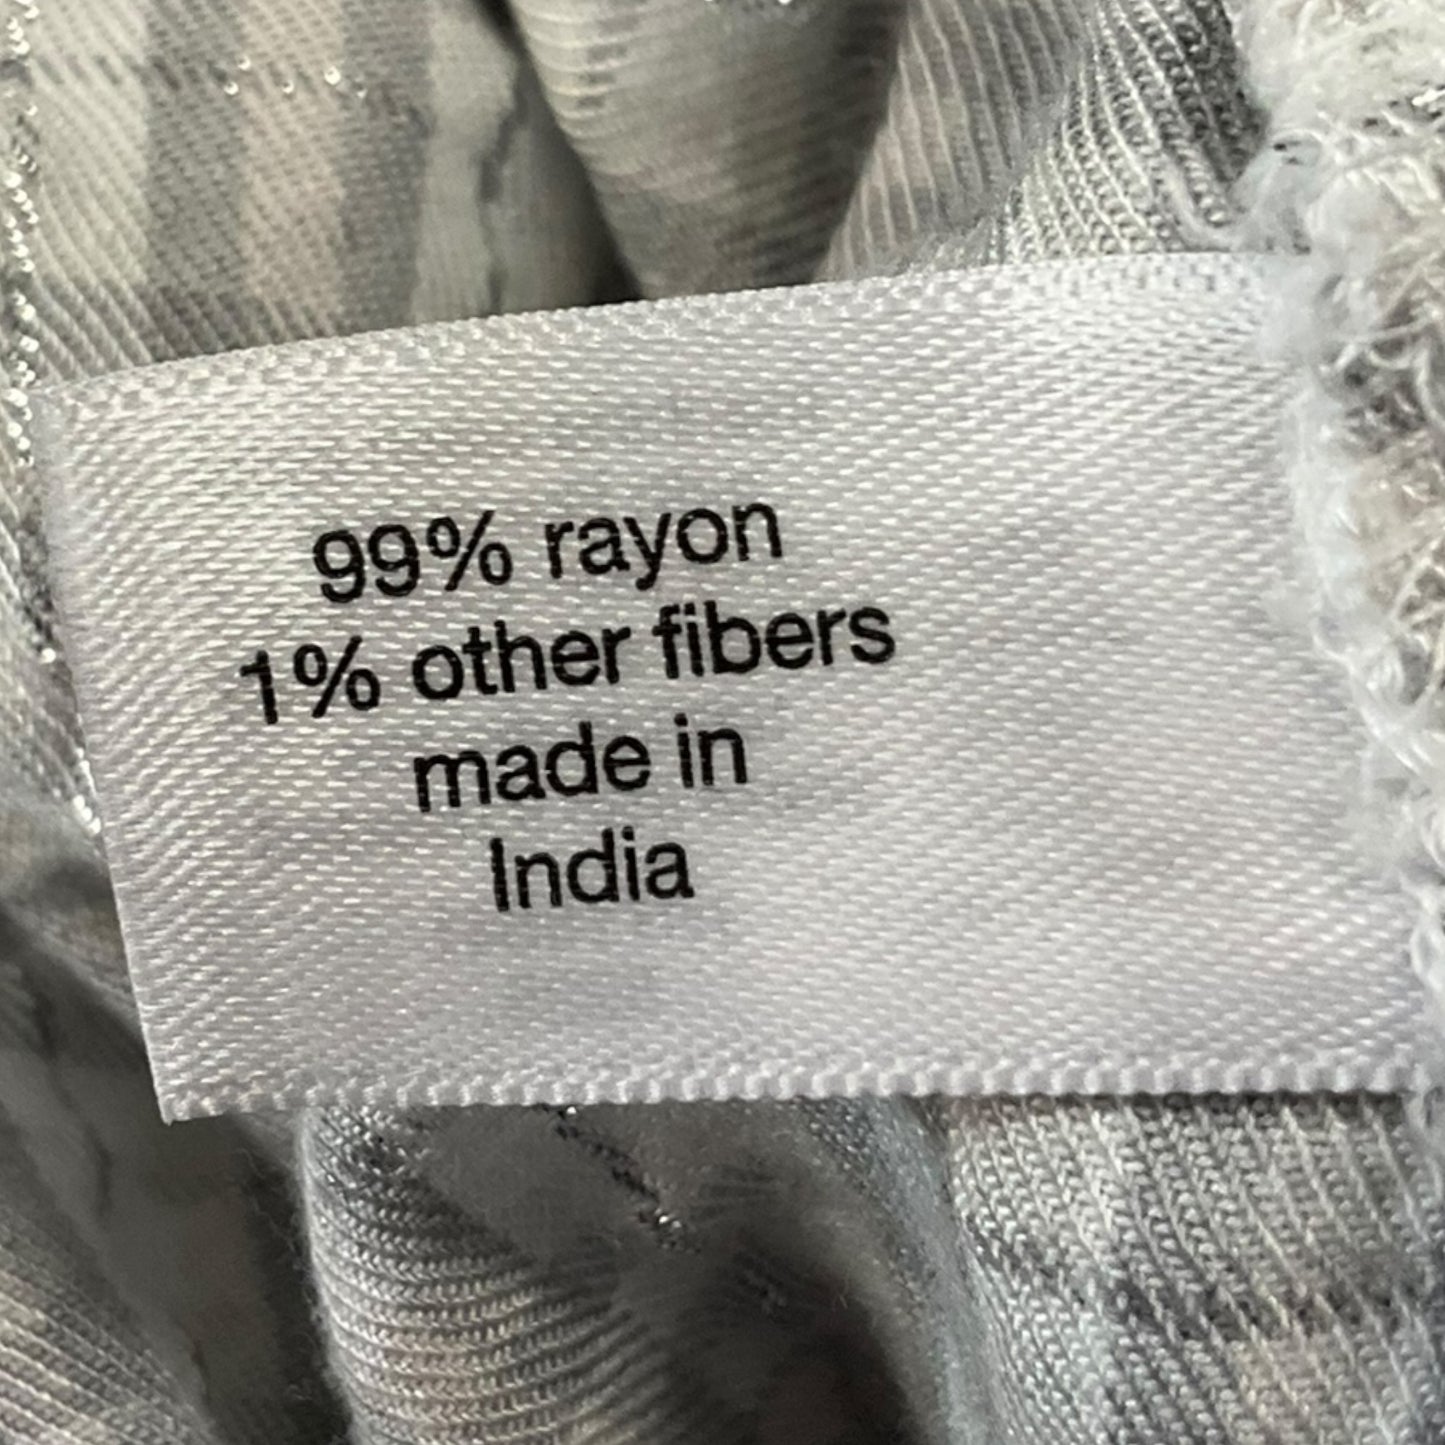 99% rayon
1% other fibers
made in
India